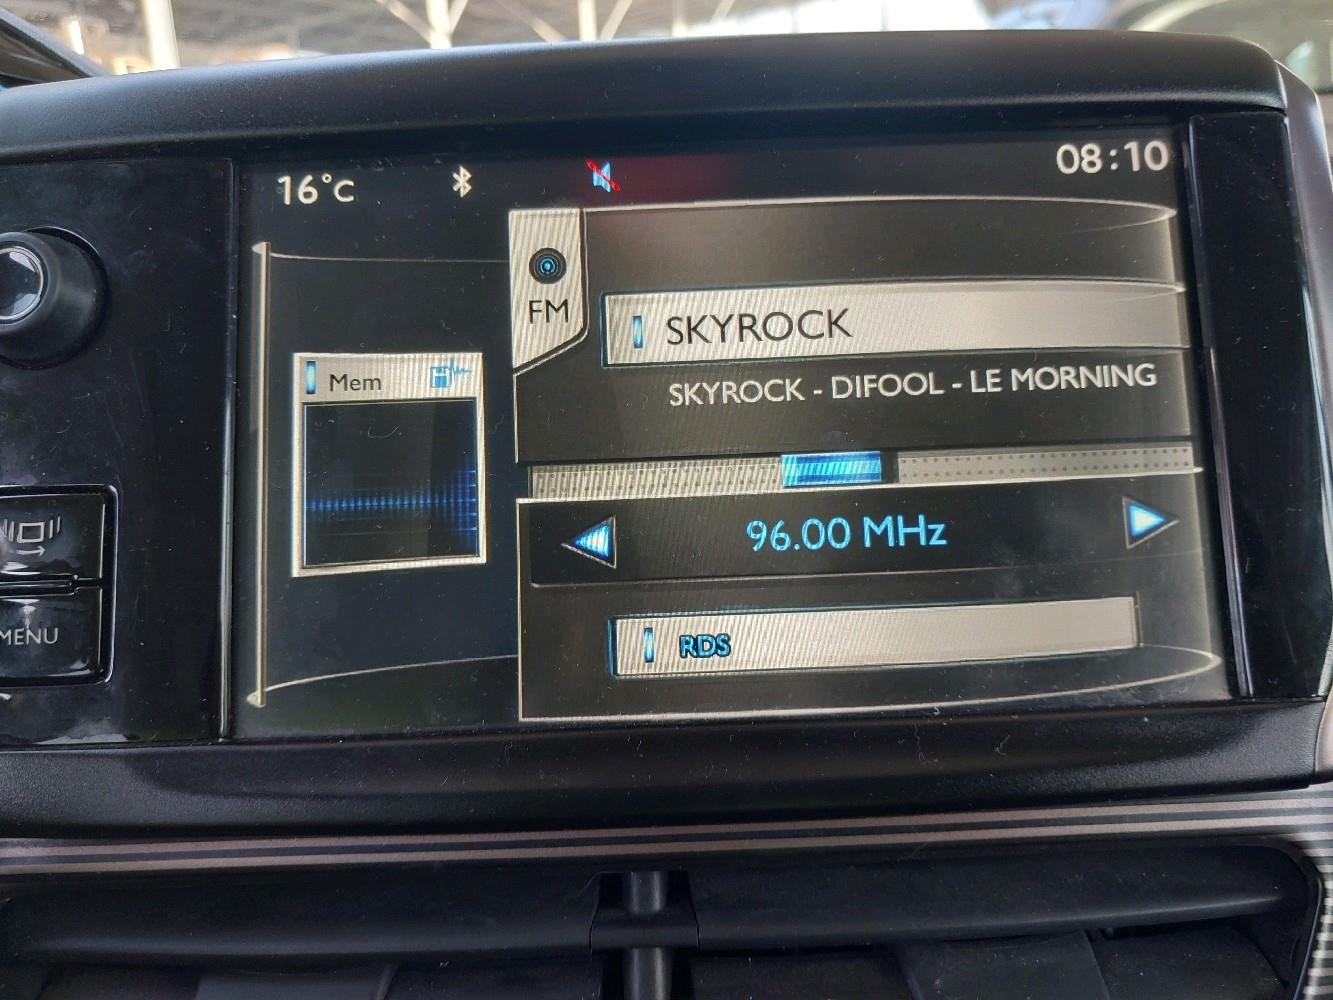 16°C 08:10
FM
SKYROCK
Mem
SKYROCK - DIFOOL - LE MORNING
96.00 MHz
RDS
MENU